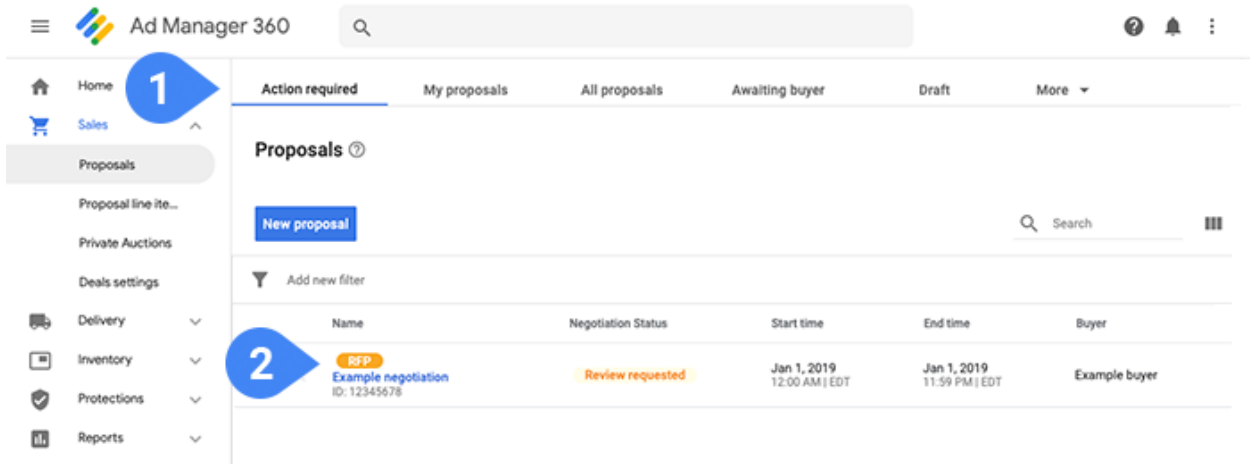 Ad Manager 360
Home
1
Action required
My proposals
All proposals
Awaiting buyer
Draft
More
Sales
Proposals
Proposal line ite...
Private Auctions
Deals settings
Delivery
Inventory
Protections
Reports
Proposals
New proposal
Search
Add new filter
Name
Negotiation Status
Start time
End time
Buyer
2
RFP
Example negotiation
ID: 12345678
Review requested
Jan 1, 2019
12:00 AM | EDT
Jan 1, 2019
11:59 PM | EDT
Example buyer